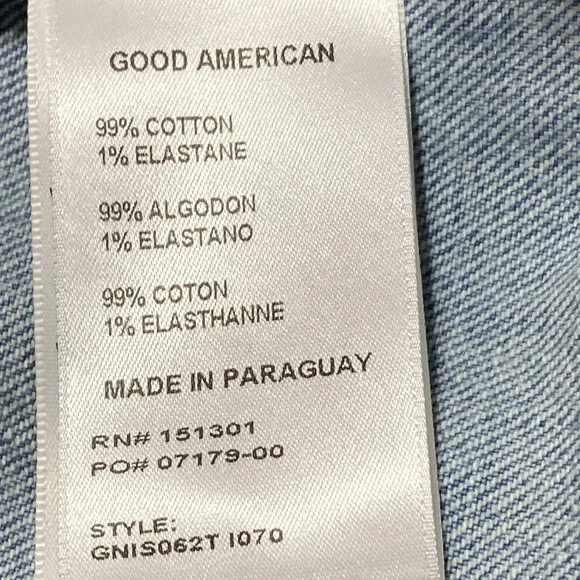 GOOD AMERICAN
99% COTTON
1% ELASTANE
99% ALGODON
1% ELASTANO
99% COTON
1% ELASTHANNE
MADE IN PARAGUAY
RN# 151301
PO# 07179-00
STYLE:
GNIS062T I070